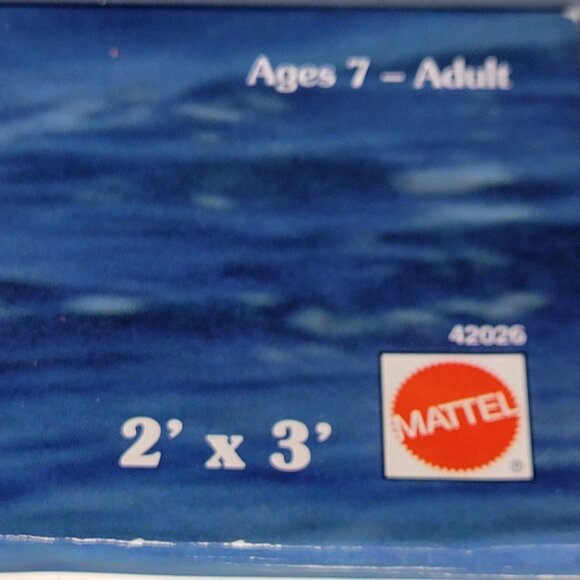 Ages 7 – Adult
42026
MATTEL
2' x 3'